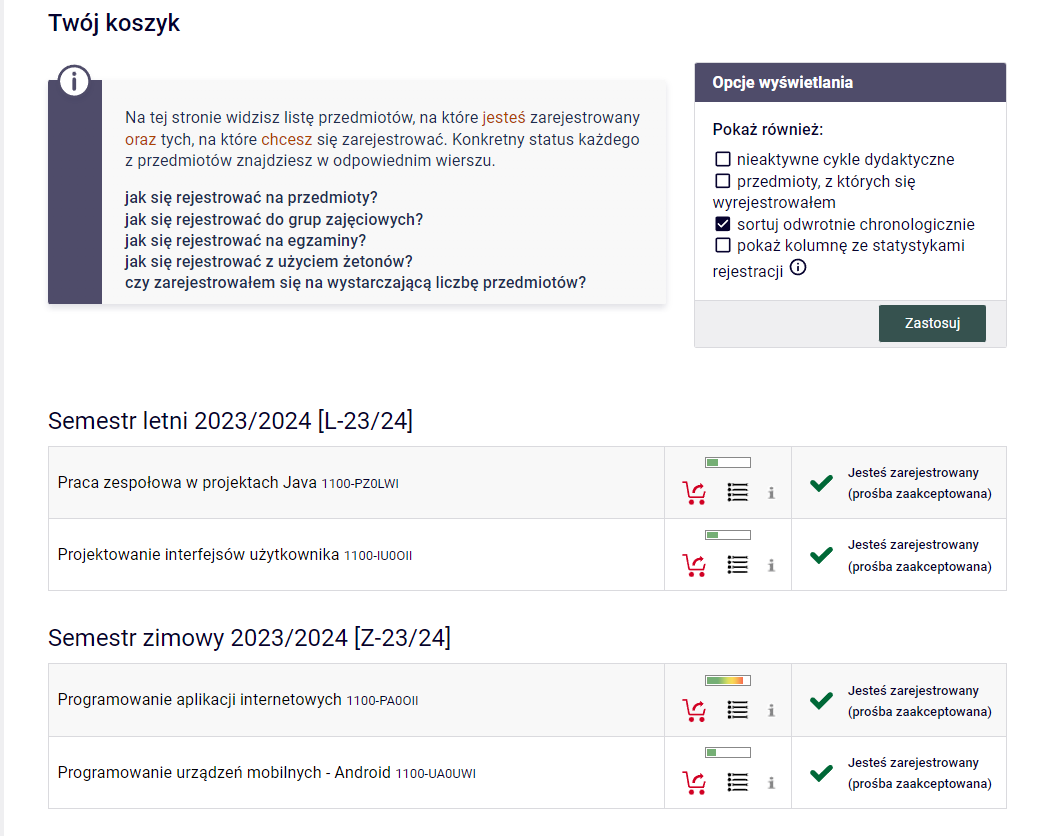 Twój koszyk
Na tej stronie widzisz listę przedmiotów, na które jesteś zarejestrowany
oraz tych, na które chcesz się zarejestrować. Konkretny status każdego
z przedmiotów znajdziesz w odpowiednim wierszu.
jak się rejestrować na przedmioty?
jak się rejestrować do grup zajęciowych?
jak się rejestrować na egzaminy?
jak się rejestrować z użyciem żetonów?
czy zarejestrowałem się na wystarczającą liczbę przedmiotów?
Opcje wyświetlania
Pokaż również:
nieaktywne cykle dydaktyczne
przedmioty, z których się
wyrejestrowałem
sortuj odwrotnie chronologicznie
pokaż kolumnę ze statystykami
rejestracji
Zastosuj
Semestr letni 2023/2024 [L-23/24]
Praca zespołowa w projektach Java 1100-PZ0LWI
Jesteś zarejestrowany
(prośba zaakceptowana)
Projektowanie interfejsów użytkownika 1100-IU0OII
Jesteś zarejestrowany
(prośba zaakceptowana)
Semestr zimowy 2023/2024 [Z-23/24]
Programowanie aplikacji internetowych 1100-PA0OII
Jesteś zarejestrowany
(prośba zaakceptowana)
Programowanie urządzeń mobilnych - Android 1100-UA0UWI
Jesteś zarejestrowany
(prośba zaakceptowana)